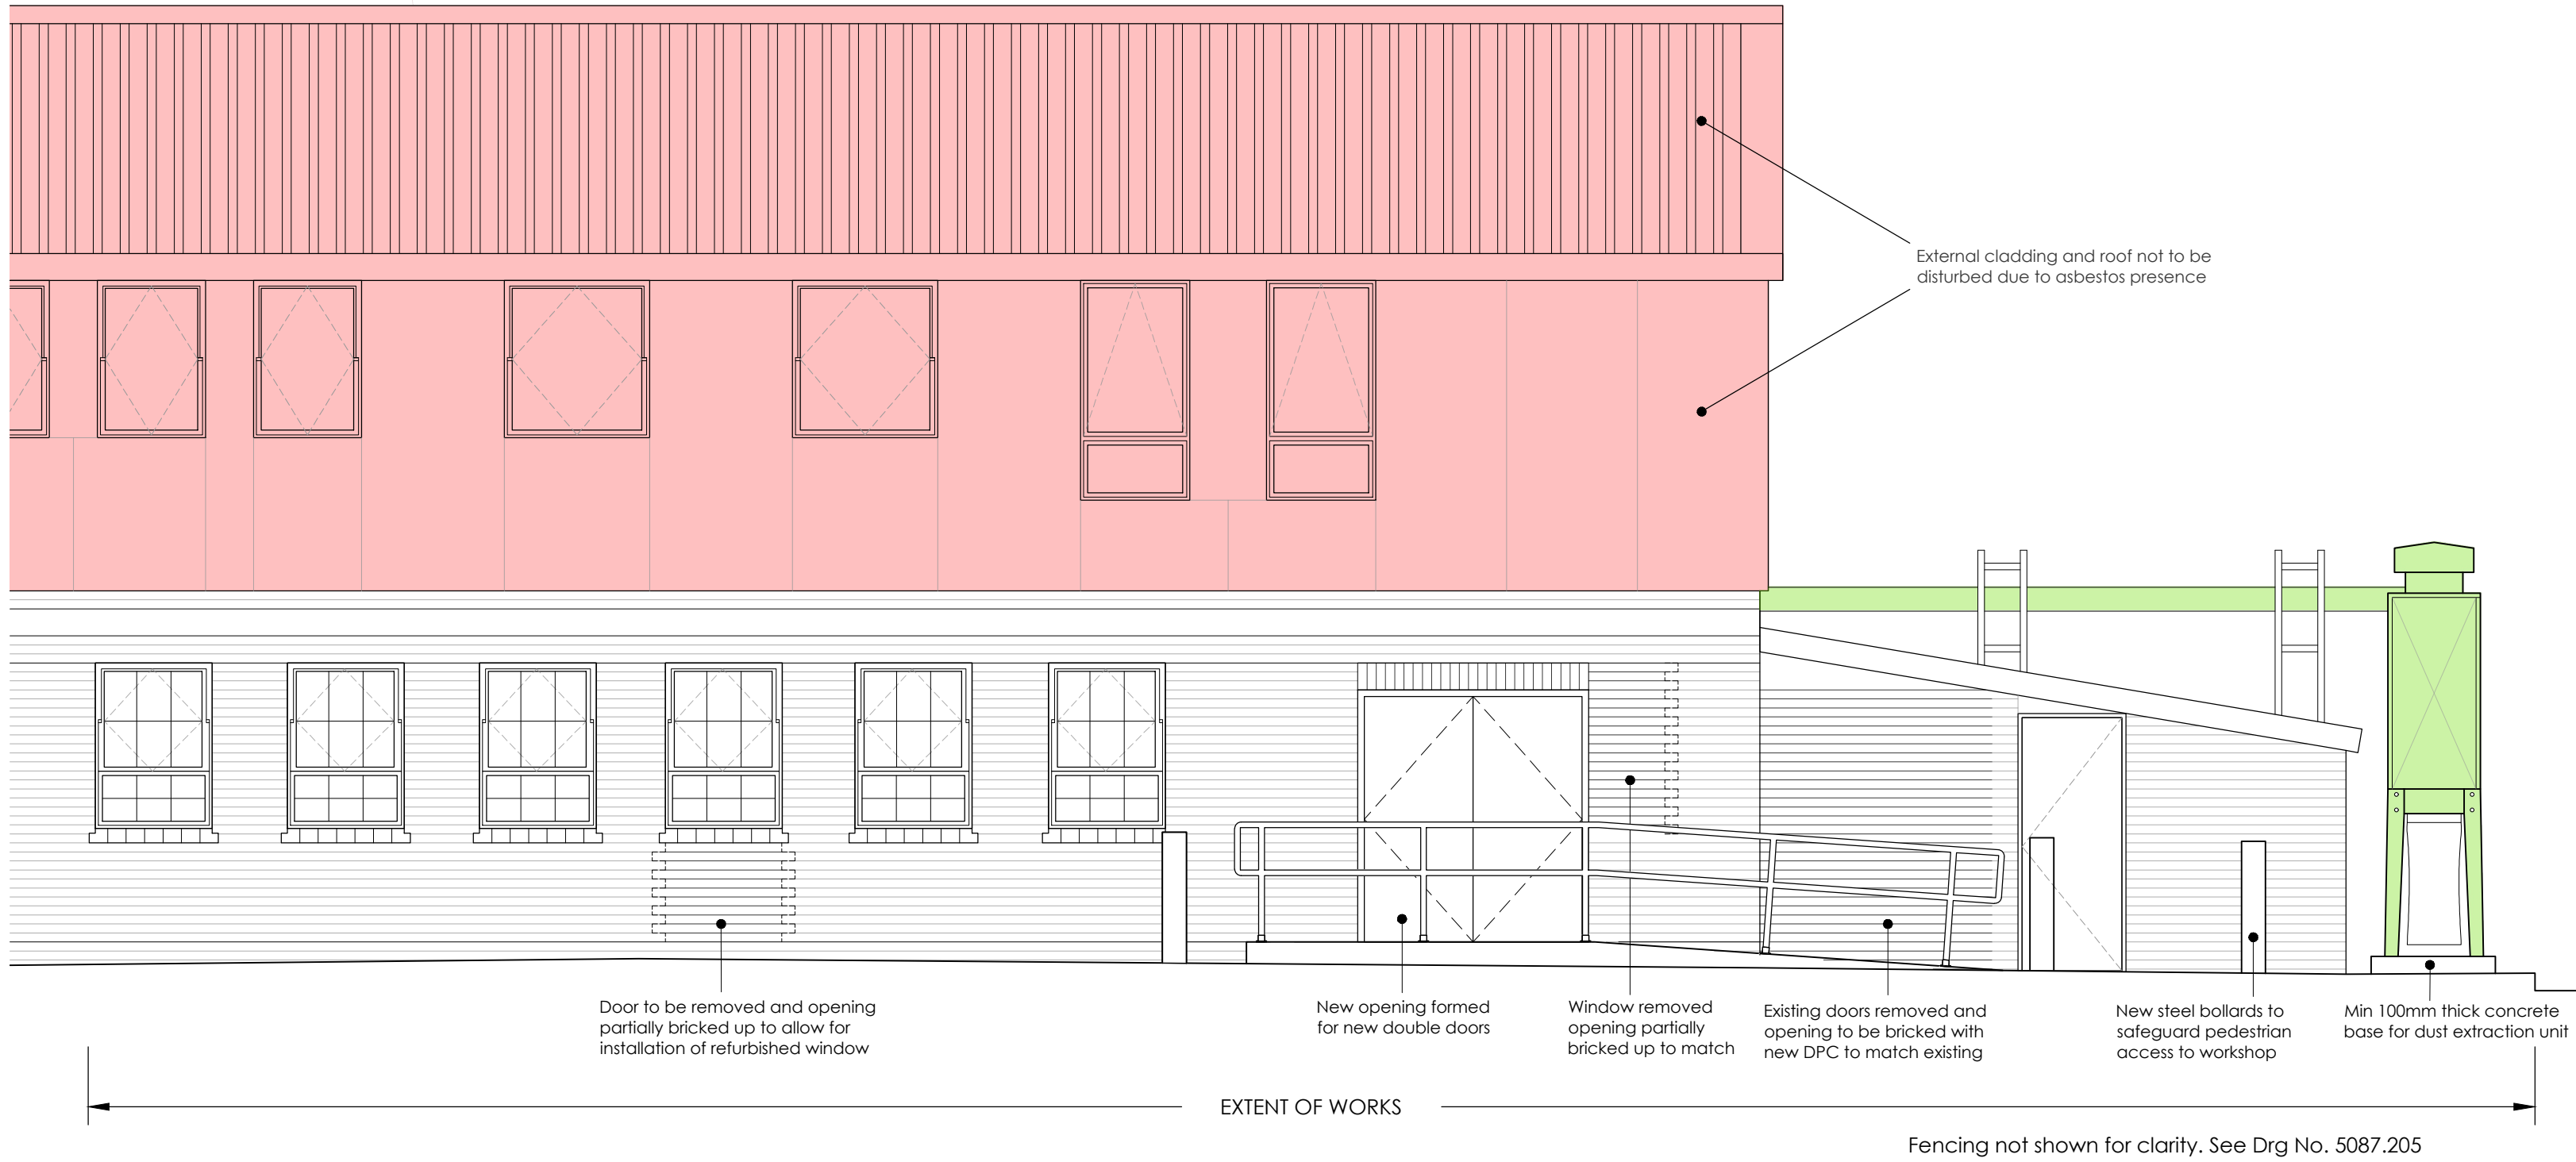 External cladding and roof not to be
disturbed due to asbestos presence
Door to be removed and opening
partially bricked up to allow for
installation of refurbished window
New opening formed
for new double doors
Window removed
opening partially
bricked up to match
Existing doors removed and
opening to be bricked with
new DPC to match existing
New steel bollards to
safeguard pedestrian
access to workshop
Min 100mm thick concrete
base for dust extraction unit
EXTENT OF WORKS
Fencing not shown for clarity. See Drg No. 5087.205